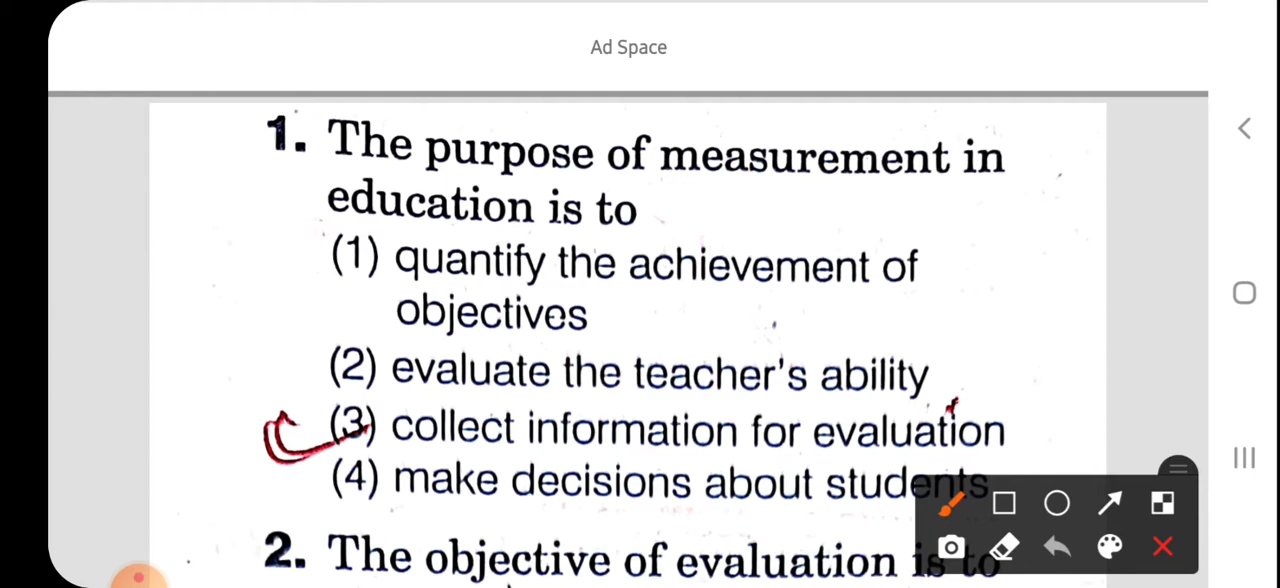 Ad Space
1. The purpose of measurement in
education is to
(1) quantify the achievement of
objectives
(2) evaluate the teacher's ability
(3) collect information for evaluation
(4) make decisions about students
2. The objective of evaluation is to